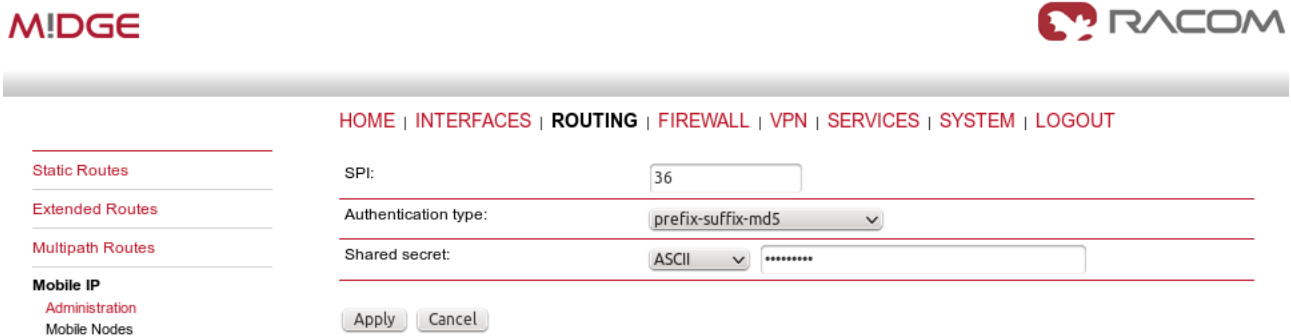 M!DGE
RACOM
HOME | INTERFACES | ROUTING | FIREWALL | VPN | SERVICES | SYSTEM | LOGOUT
Static Routes
Extended Routes
Multipath Routes
Mobile IP
Administration
Mobile Nodes
SPI:
36
Authentication type:
prefix-suffix-md5
Shared secret:
ASCII
•••••••••
Apply
Cancel